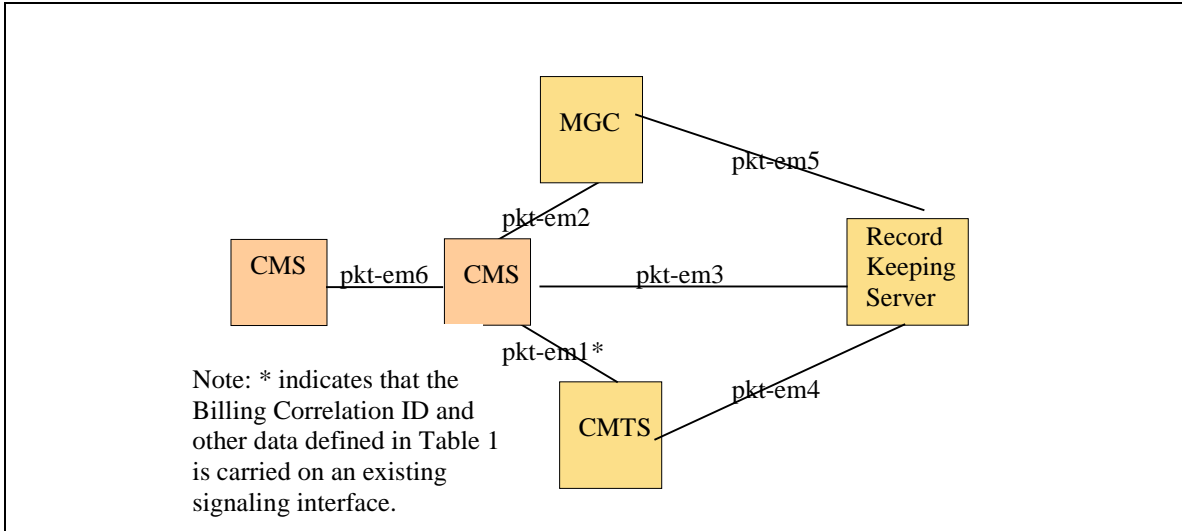 MGC
pkt-em5
pkt-em2
Record
Keeping
Server
CMS
pkt-em6
CMS
pkt-em3
pkt-em1*
Note: * indicates that the
Billing Correlation ID and
other data defined in Table 1
is carried on an existing
signaling interface.
pkt-em4
CMTS